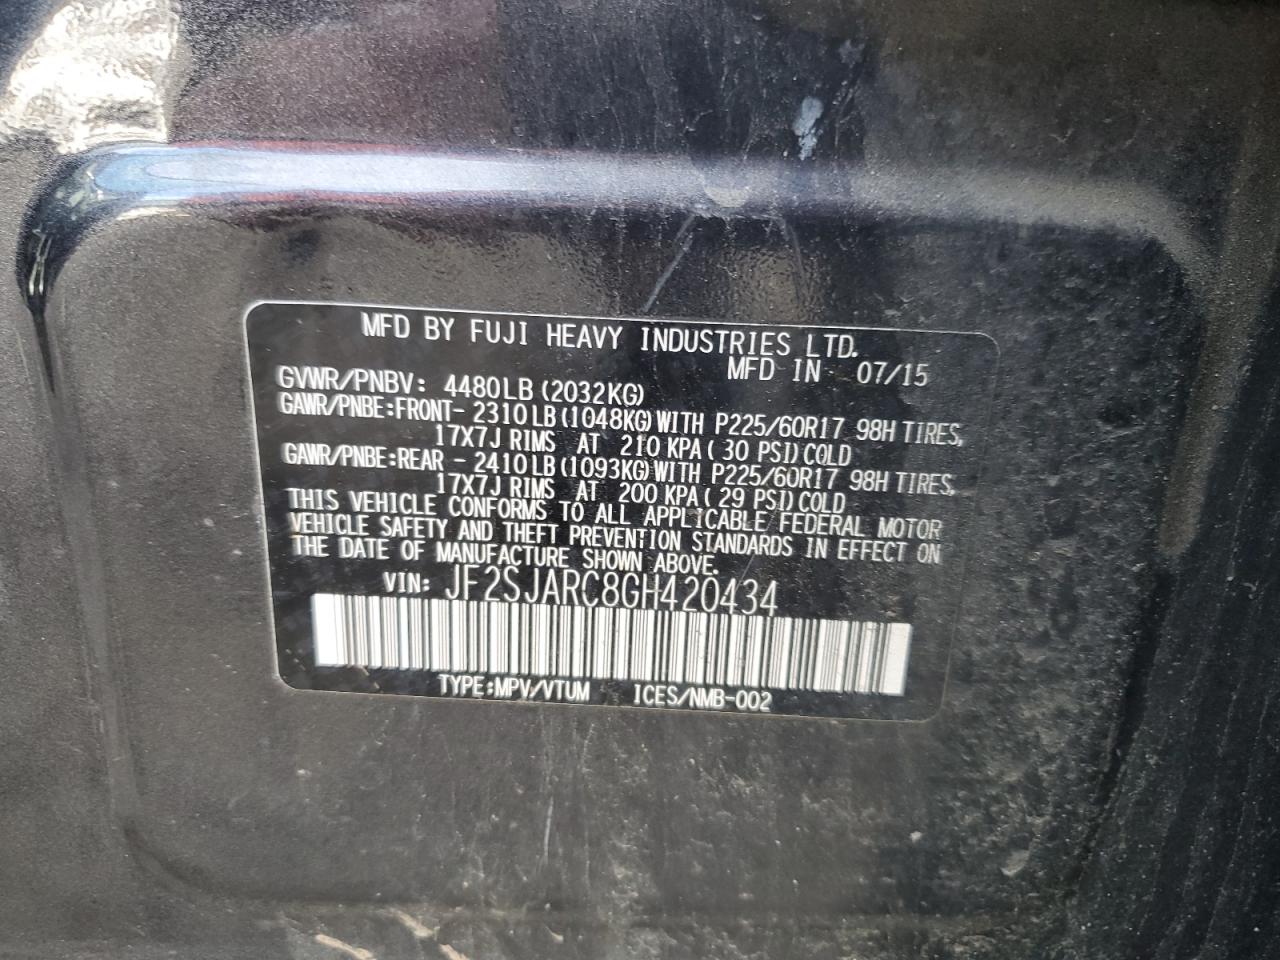 MFD BY FUJI HEAVY INDUSTRIES LTD.
MFD IN 07/15
GVWR/PNBV: 4480LB (2032KG)
GAWR/PNBE:FRONT- 2310LB (1048KG) WITH P225/60R17 98H TIRES,
17X7J RIMS AT 210 KPA ( 30 PSI) COLD
GAWR/PNBE:REAR - 2410LB (1093KG) WITH P225/60R17 98H TIRES,
17X7J RIMS AT 200 KPA ( 29 PSI) COLD
THIS VEHICLE CONFORMS TO ALL APPLICABLE FEDERAL MOTOR
VEHICLE SAFETY AND THEFT PREVENTION STANDARDS IN EFFECT ON
THE DATE OF MANUFACTURE SHOWN ABOVE.
VIN: JF2SJARC8GH420434
TYPE:MPV/VTUM ICES/NMB-002